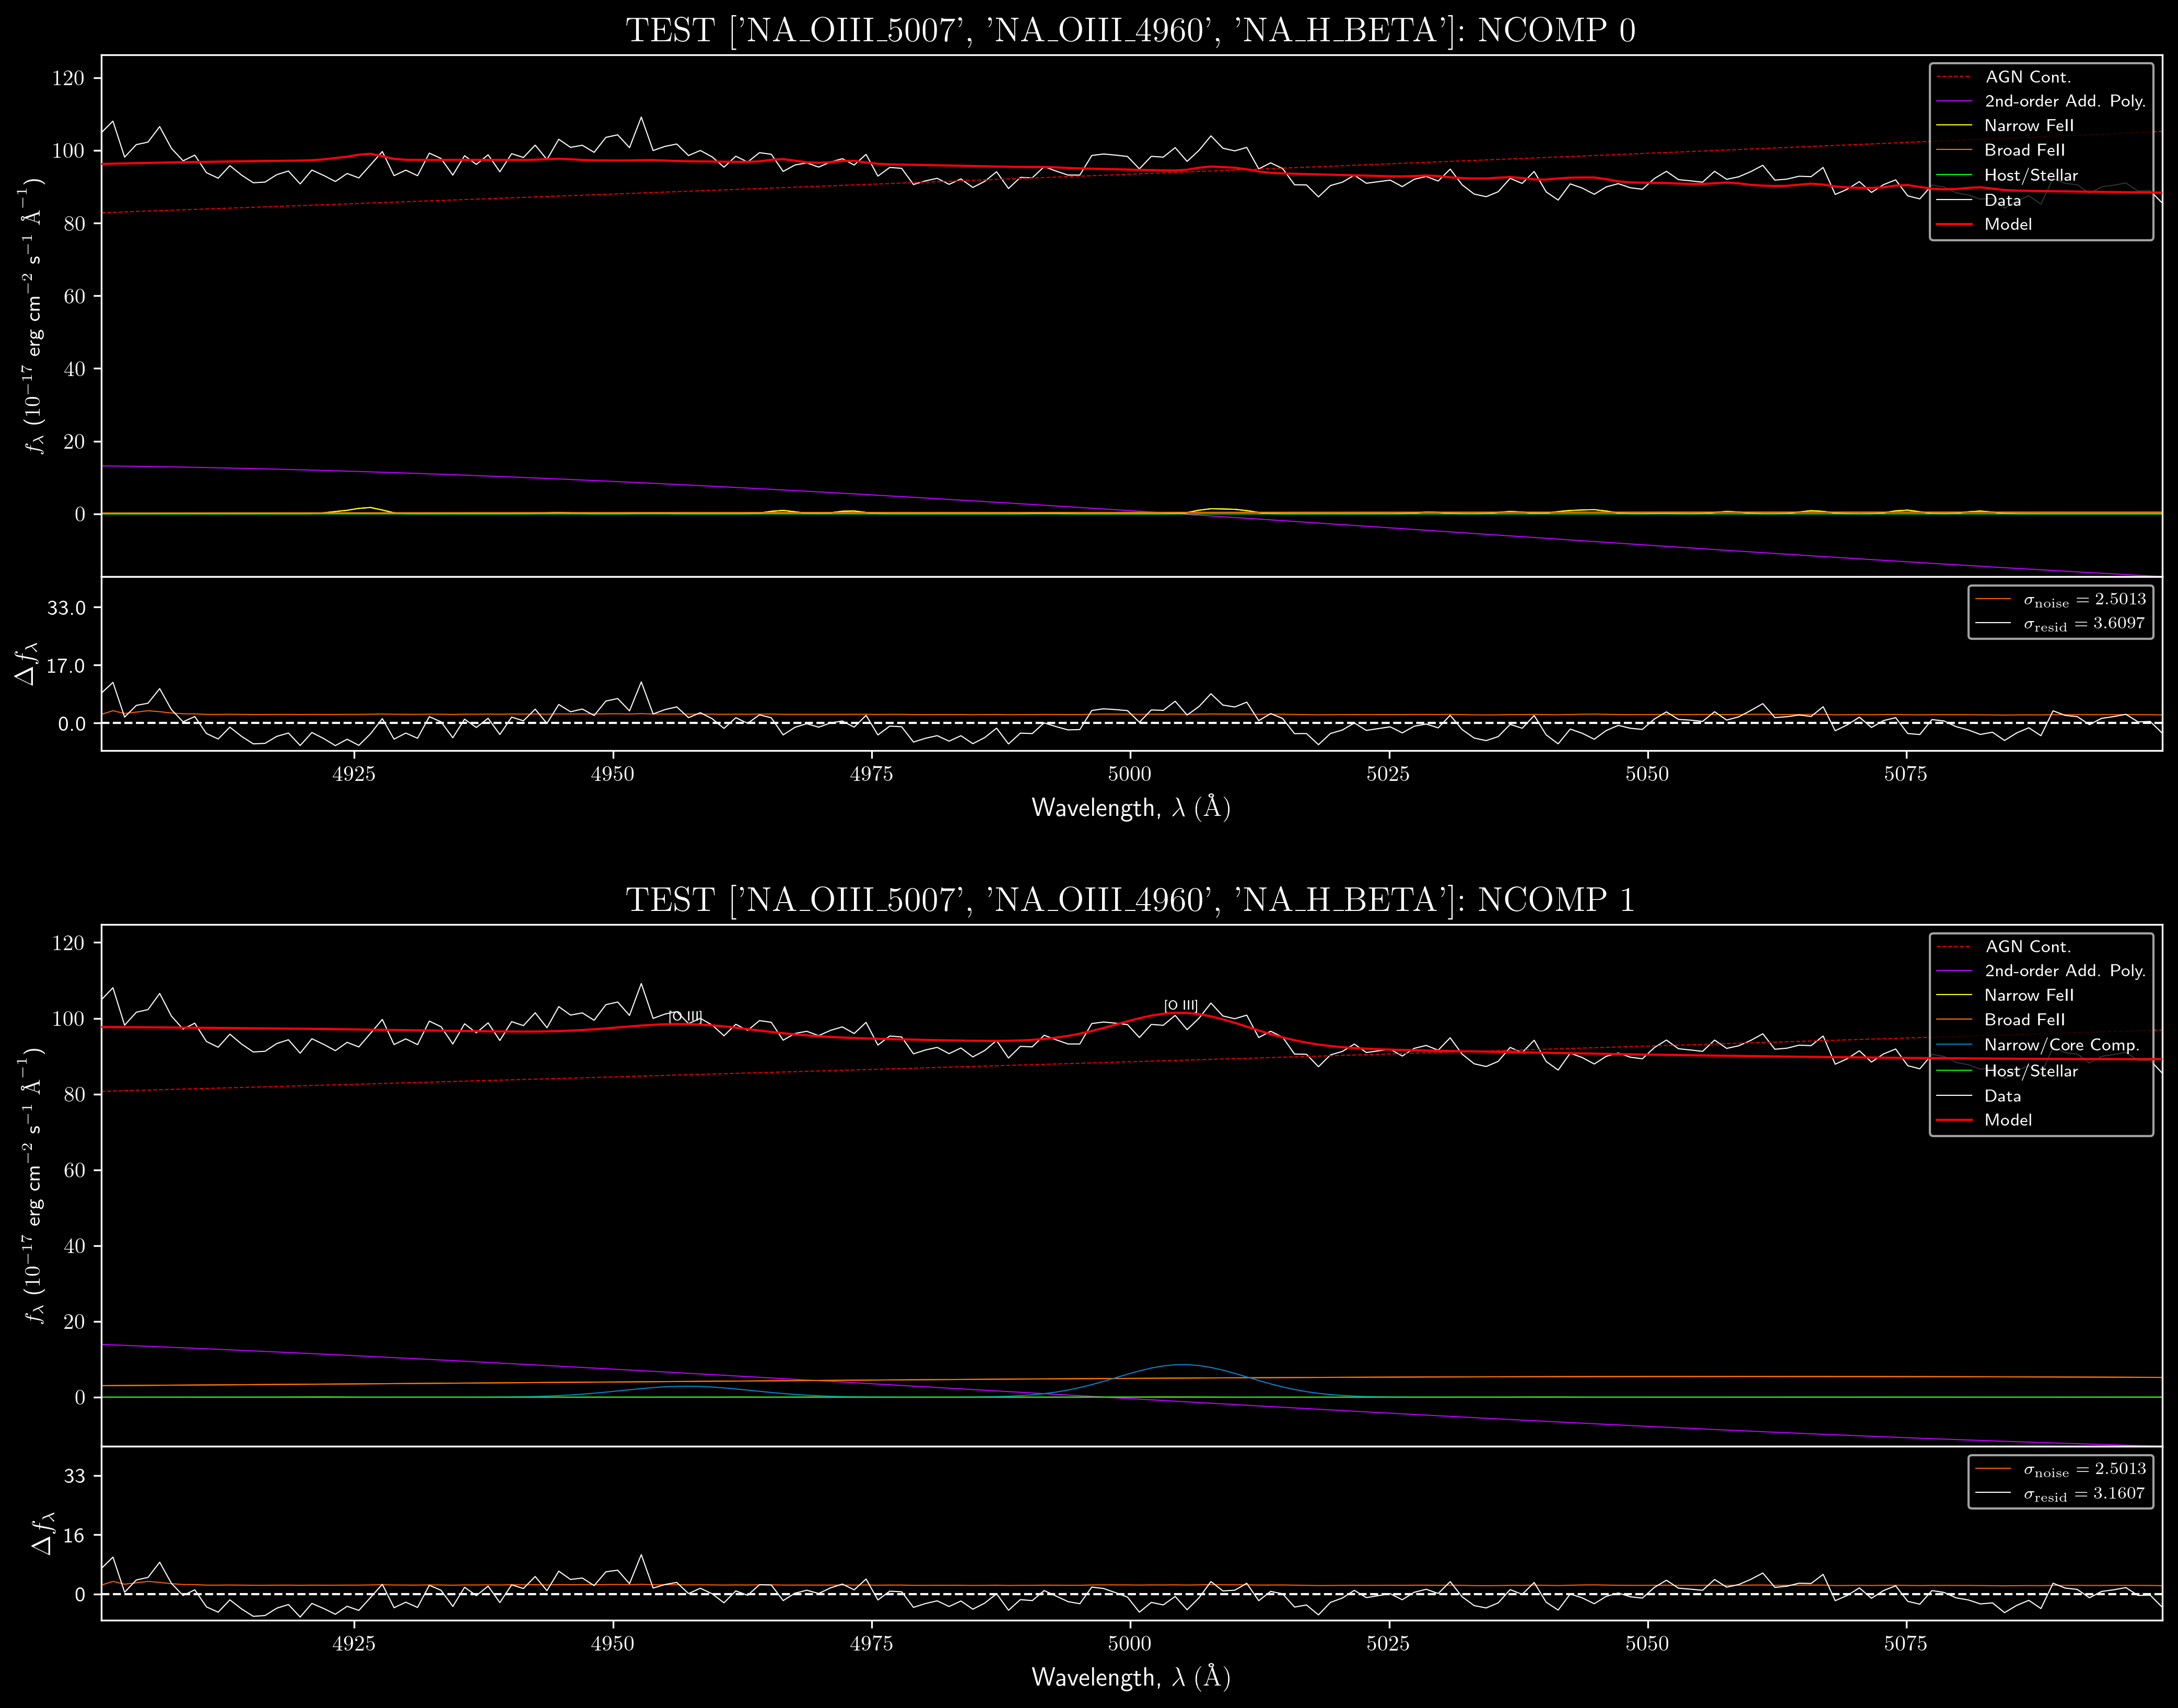 TEST ['NA_OIII_5007', 'NA_OIII_4960', 'NA_H_BETA']: NCOMP 0
120
100
80
60
40
20
0
f_λ (10^−17 erg cm^−2 s^−1 Å^−1)
AGN Cont.
2nd-order Add. Poly.
Narrow FeII
Broad FeII
Host/Stellar
Data
Model
33.0
17.0
0.0
Δf_λ
σ_noise = 2.5013
σ_resid = 3.6097
4925 4950 4975 5000 5025 5050 5075
Wavelength, λ (Å)
TEST ['NA_OIII_5007', 'NA_OIII_4960', 'NA_H_BETA']: NCOMP 1
120
100
80
60
40
20
0
f_λ (10^−17 erg cm^−2 s^−1 Å^−1)
[O III]
[O III]
AGN Cont.
2nd-order Add. Poly.
Narrow FeII
Broad FeII
Narrow/Core Comp.
Host/Stellar
Data
Model
33
16
0
Δf_λ
σ_noise = 2.5013
σ_resid = 3.1607
4925 4950 4975 5000 5025 5050 5075
Wavelength, λ (Å)